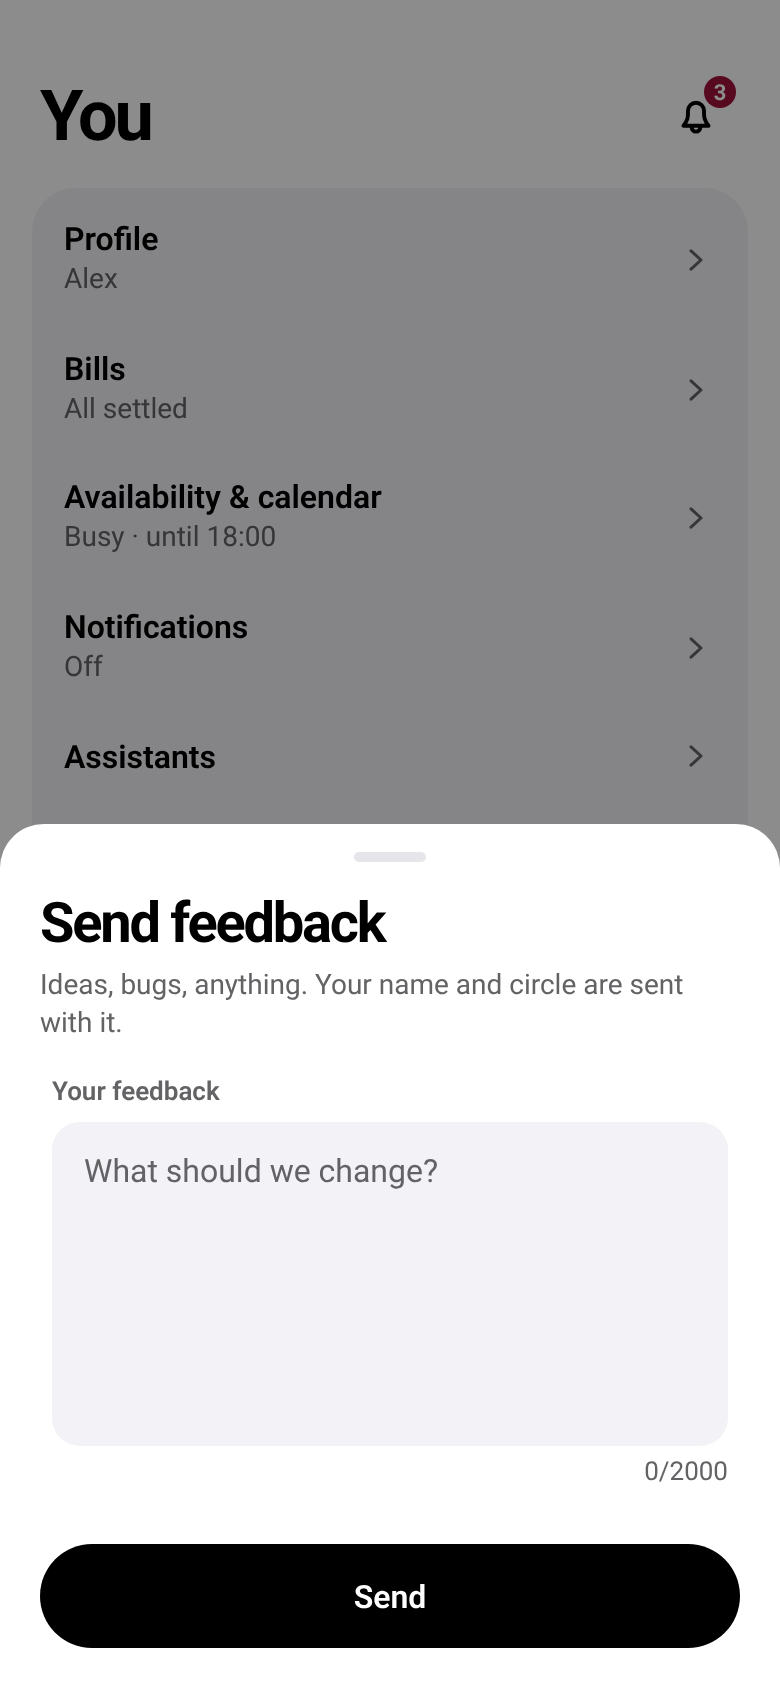 You
3
Profile
Alex
Bills
All settled
Availability & calendar
Busy · until 18:00
Notifications
Off
Assistants
Send feedback
Ideas, bugs, anything. Your name and circle are sent
with it.
Your feedback
What should we change?
0/2000
Send